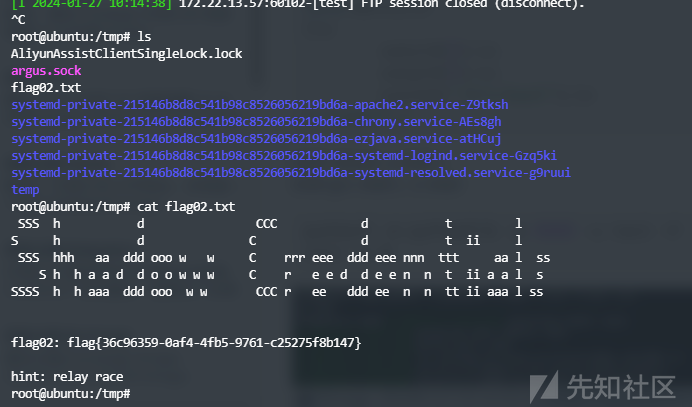 [I 2024-01-27 10:14:38] 172.22.13.57:60102-[test] FTP session closed (disconnect).
^C
root@ubuntu:/tmp# ls
AliyunAssistClientSingleLock.lock
argus.sock
flag02.txt
systemd-private-215146b8d8c541b98c8526056219bd6a-apache2.service-Z9tksh
systemd-private-215146b8d8c541b98c8526056219bd6a-chrony.service-AEs8gh
systemd-private-215146b8d8c541b98c8526056219bd6a-ezjava.service-atHCuj
systemd-private-215146b8d8c541b98c8526056219bd6a-systemd-logind.service-Gzq5ki
systemd-private-215146b8d8c541b98c8526056219bd6a-systemd-resolved.service-g9ruui
temp
root@ubuntu:/tmp# cat flag02.txt
 SSS  h           d                CCC            d           t         l
S     h           d               C               d           t  ii     l
 SSS  hhh   aa  ddd ooo w   w     C    rrr eee  ddd eee nnn  ttt     aa l  ss
    S h  h a a d  d o o w w w     C    r   e e d  d e e n  n  t  ii a a l  s
SSSS  h  h aaa  ddd ooo  w w       CCC r   ee   ddd ee  n  n  tt ii aaa l ss
flag02: flag{36c96359-0af4-4fb5-9761-c25275f8b147}
hint: relay race
root@ubuntu:/tmp#
先知社区